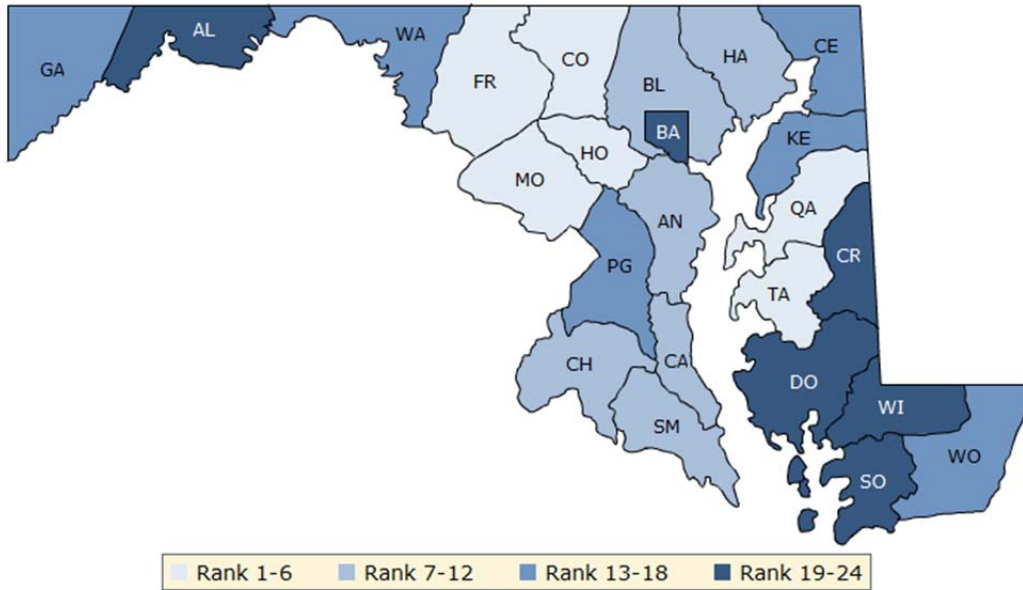 AL
WA
GA
FR
CO
BL
HA
CE
BA
KE
HO
MO
QA
AN
CR
PG
TA
CH
CA
DO
WI
SM
WO
SO
Rank 1-6 Rank 7-12 Rank 13-18 Rank 19-24